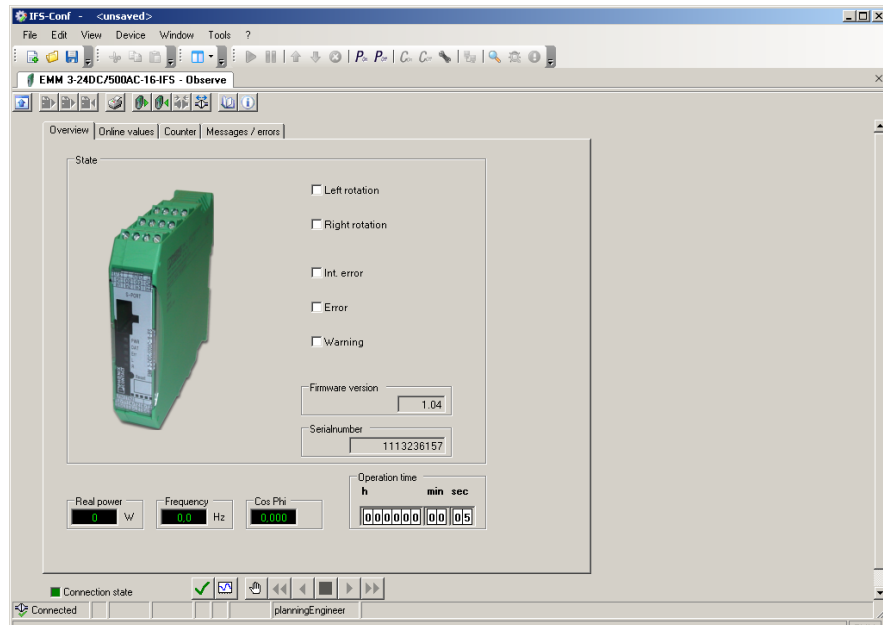 IFS-Conf - <unsaved>
File Edit View Device Window Tools ?
EMM 3-24DC/500AC-16-IFS - Observe
Overview Online values Counter Messages / errors
State
Left rotation
Right rotation
Int. error
S-PORT
Error
PWR
DAT
Warning
Firmware version
1.04
Serialnumber
1113236157
Operation time
h min sec
Real power Frequency Cos Phi
0 W 0,0 Hz 0,000 000000 00 05
Connection state
Connected planningEngineer